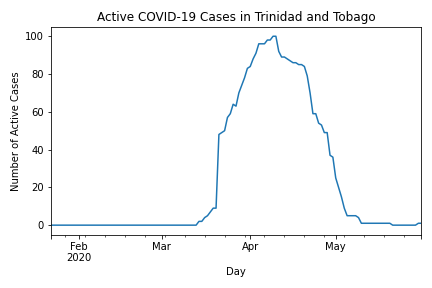 Active COVID-19 Cases in Trinidad and Tobago
Number of Active Cases
100
80
60
40
20
0
Feb Mar Apr May
2020
Day